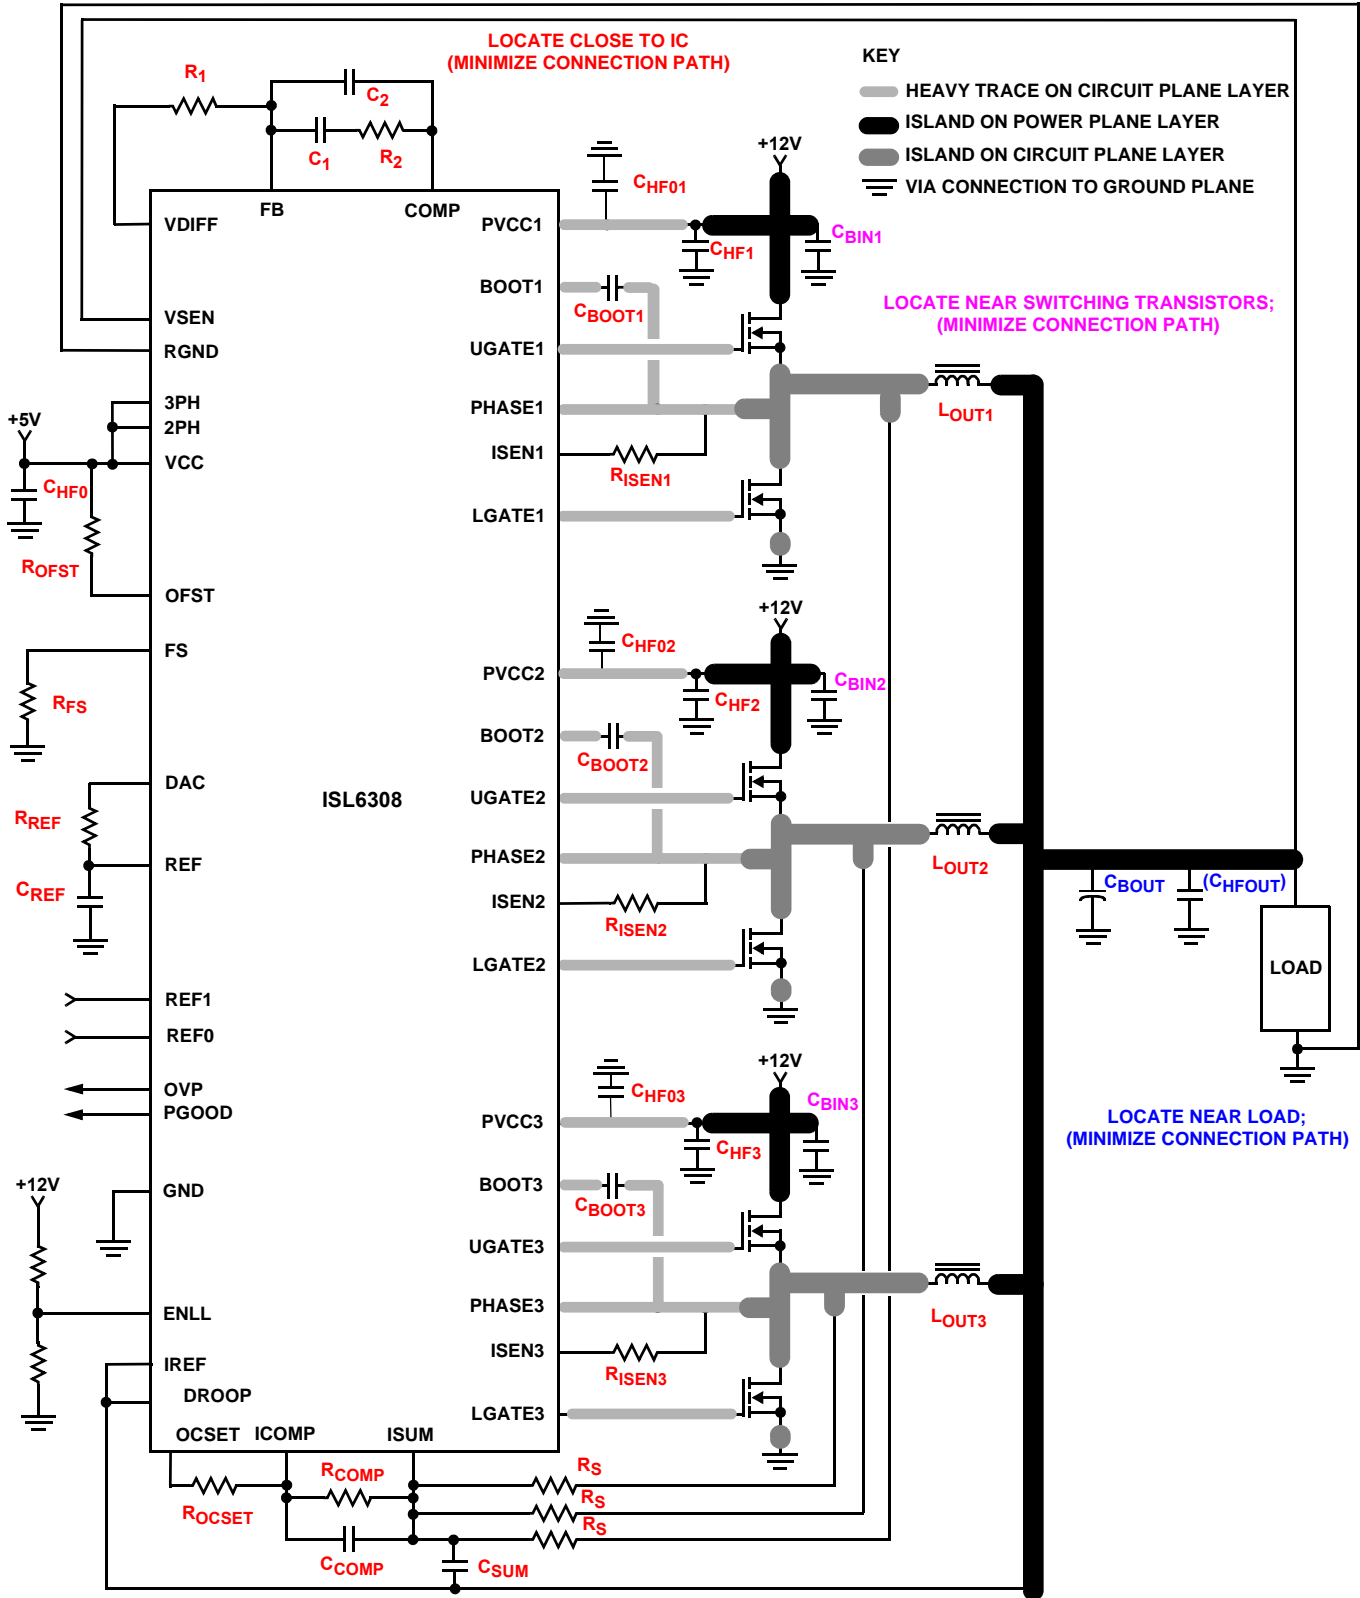 LOCATE CLOSE TO IC
(MINIMIZE CONNECTION PATH)
KEY
HEAVY TRACE ON CIRCUIT PLANE LAYER
ISLAND ON POWER PLANE LAYER
ISLAND ON CIRCUIT PLANE LAYER
VIA CONNECTION TO GROUND PLANE
R1
C2
C1
R2
+12V
CHF01
FB
COMP
VDIFF
PVCC1
CHF1
CBIN1
BOOT1
CBOOT1
LOCATE NEAR SWITCHING TRANSISTORS;
(MINIMIZE CONNECTION PATH)
VSEN
RGND
UGATE1
3PH
2PH
PHASE1
LOUT1
+5V
VCC
ISEN1
RISEN1
CHF0
LGATE1
ROFST
OFST
+12V
FS
CHF02
PVCC2
CHF2
CBIN2
RFS
BOOT2
CBOOT2
DAC
ISL6308
UGATE2
RREF
REF
PHASE2
LOUT2
CREF
ISEN2
RISEN2
CBOUT
(CHFOUT)
LGATE2
LOAD
REF1
REF0
OVP
PGOOD
+12V
CHF03
CBIN3
PVCC3
CHF3
LOCATE NEAR LOAD;
(MINIMIZE CONNECTION PATH)
+12V
GND
BOOT3
CBOOT3
UGATE3
ENLL
PHASE3
LOUT3
IREF
ISEN3
RISEN3
DROOP
LGATE3
OCSET
ICOMP
ISUM
RCOMP
RS
ROCSET
RS
RS
CCOMP
CSUM